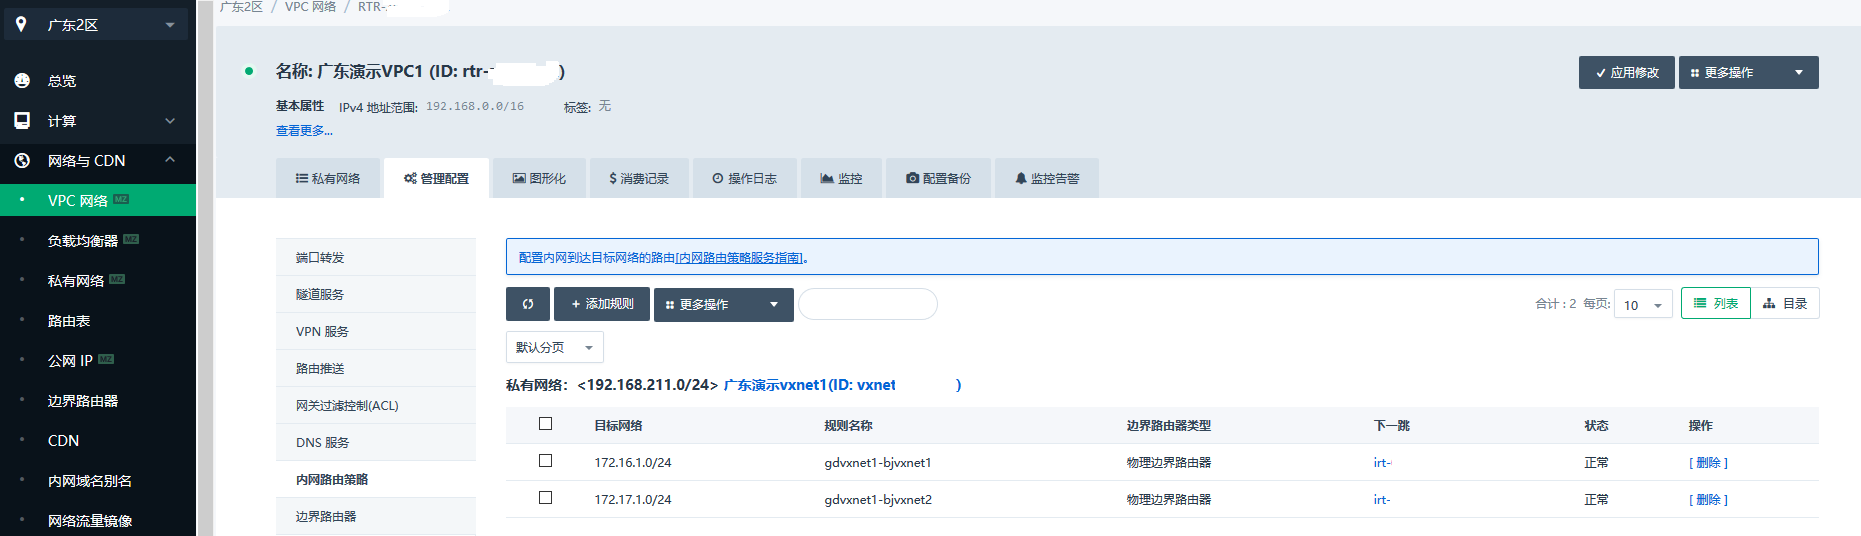 广东2区
总览
计算
网络与 CDN
VPC 网络 MZ
负载均衡器 MZ
私有网络 MZ
路由表
公网 IP MZ
边界路由器
CDN
内网域名别名
网络流量镜像
广东2区 / VPC 网络 / RTR-
名称: 广东演示VPC1 (ID: rtr- )
应用修改
更多操作
基本属性 IPv4 地址范围: 192.168.0.0/16 标签: 无
查看更多...
私有网络 管理配置 图形化 $ 消费记录 操作日志 监控 配置备份 监控告警
端口转发
隧道服务
VPN 服务
路由推送
网关过滤控制(ACL)
DNS 服务
内网路由策略
边界路由器
配置内网到达目标网络的路由[内网路由策略服务指南]。
+ 添加规则 更多操作
合计 : 2 每页: 10 列表 目录
默认分页
私有网络：<192.168.211.0/24> 广东演示vxnet1(ID: vxnet )
目标网络 规则名称 边界路由器类型 下一跳 状态 操作
172.16.1.0/24 gdvxnet1-bjvxnet1 物理边界路由器 irt- 正常 [ 删除 ]
172.17.1.0/24 gdvxnet1-bjvxnet2 物理边界路由器 irt- 正常 [ 删除 ]